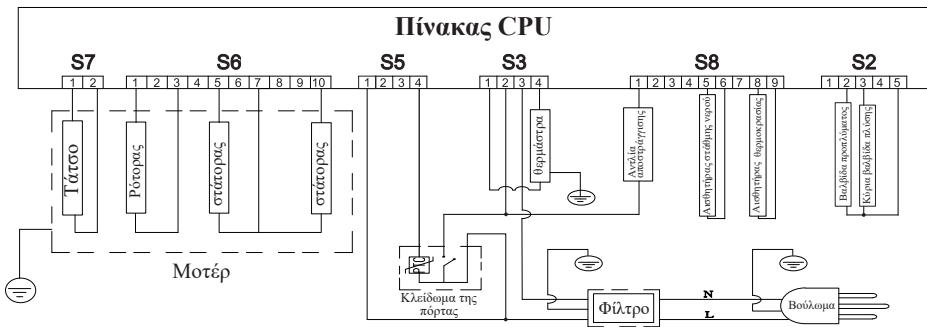 Πίνακας CPU
S7 S6 S5 S3 S8 S2
1 2 1 2 3 4 5 6 7 8 9 10 1 2 3 4 1 2 3 4 1 2 3 4 5 6 7 8 9 1 2 3 4 5
Τάτσο
Ρότορας
στάτορας
στάτορας
Μοτέρ
PTC
Κλείδωμα της
πόρτας
θερμάστρα
Αντλία
αποστράγγισης
Αισθητήρας στάθμης νερού
Αισθητήρας θερμοκρασίας
Βαλβίδα προπλύματος
Κύρια βαλβίδα πλύσης
Φίλτρο
N
L
Βούλωμα